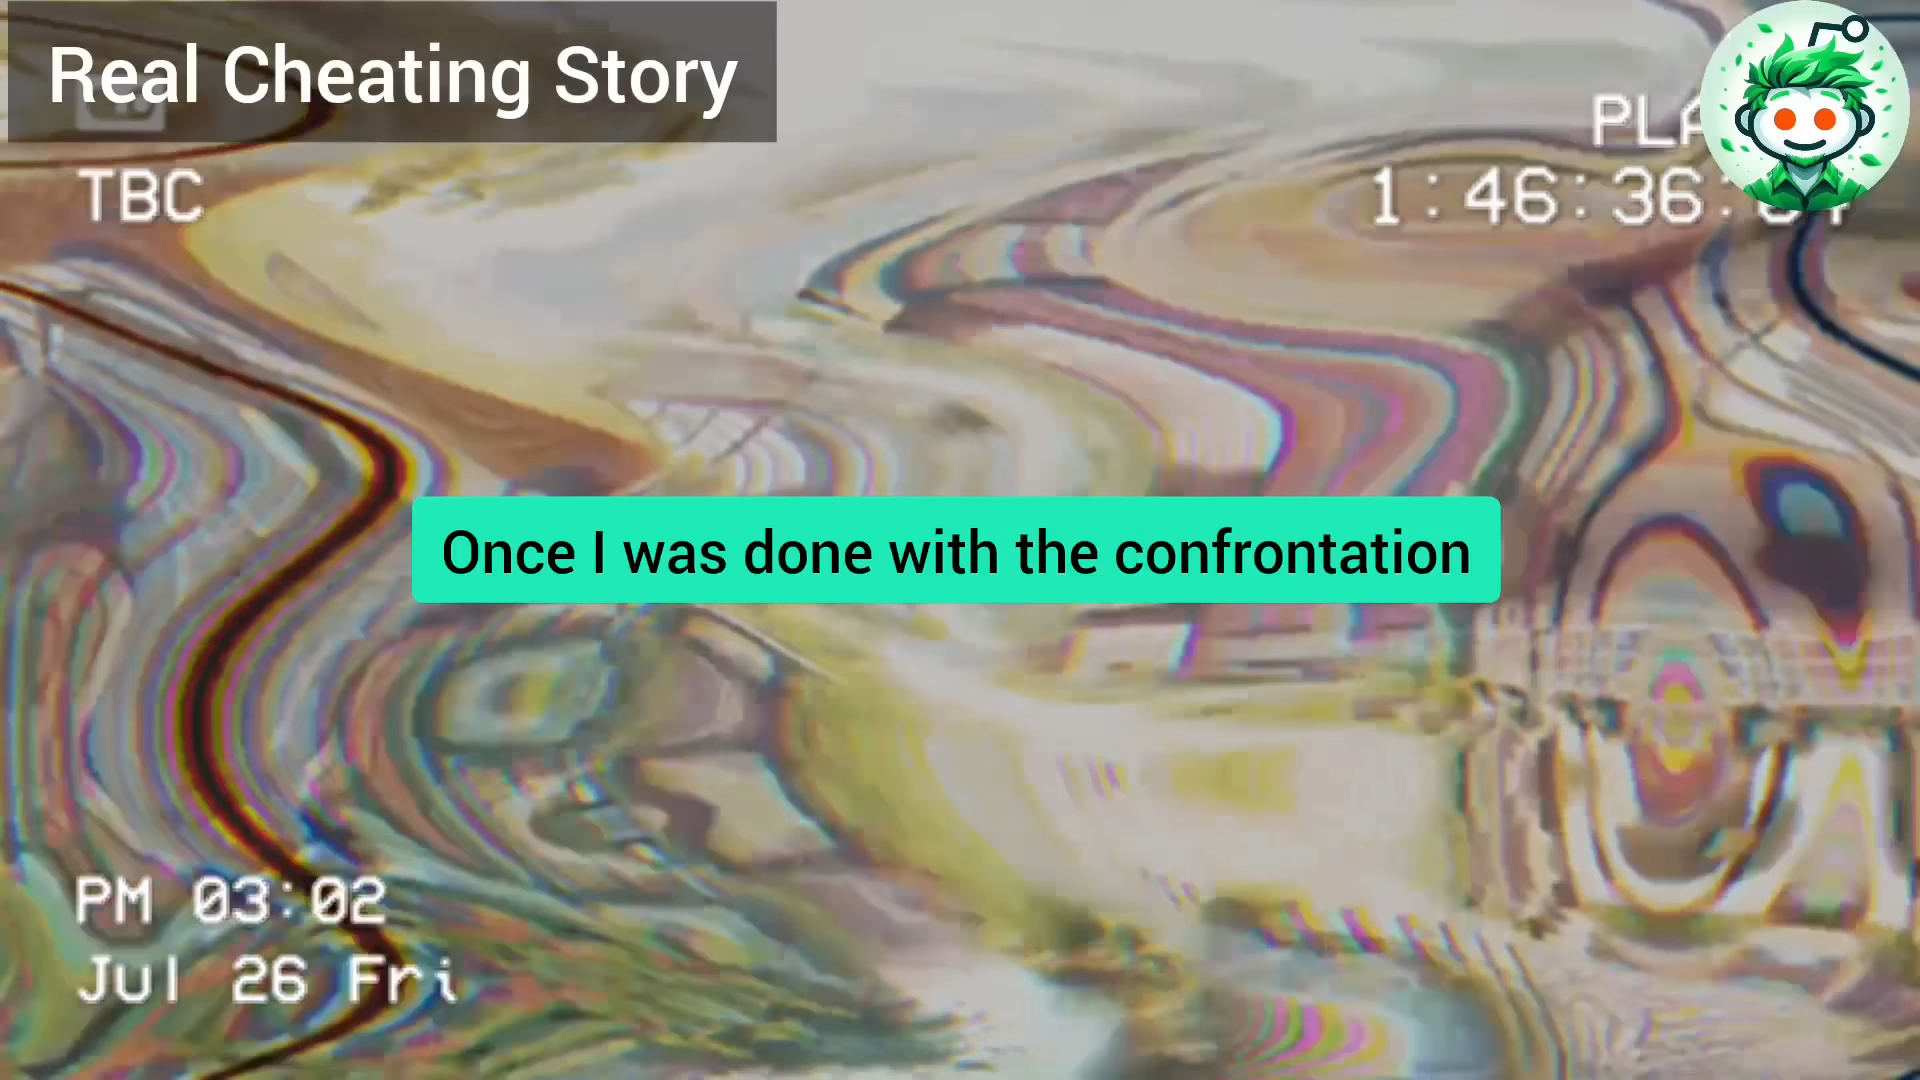 Real Cheating Story
TBC
1:46:36:
Once I was done with the confrontation
PM 03:02
Jul 26 Fri